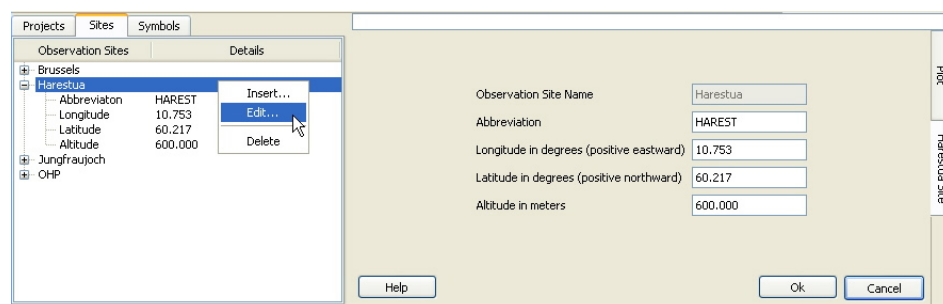 Projects Sites Symbols
Observation Sites Details
Brussels
Harestua
Abbreviaton HAREST
Longitude 10.753
Latitude 60.217
Altitude 600.000
Jungfraujoch
OHP
Insert...
Edit...
Delete
Observation Site Name Harestua
Abbreviation HAREST
Longitude in degrees (positive eastward) 10.753
Latitude in degrees (positive northward) 60.217
Altitude in meters 600.000
Help Ok Cancel
Plot
Harestua Site